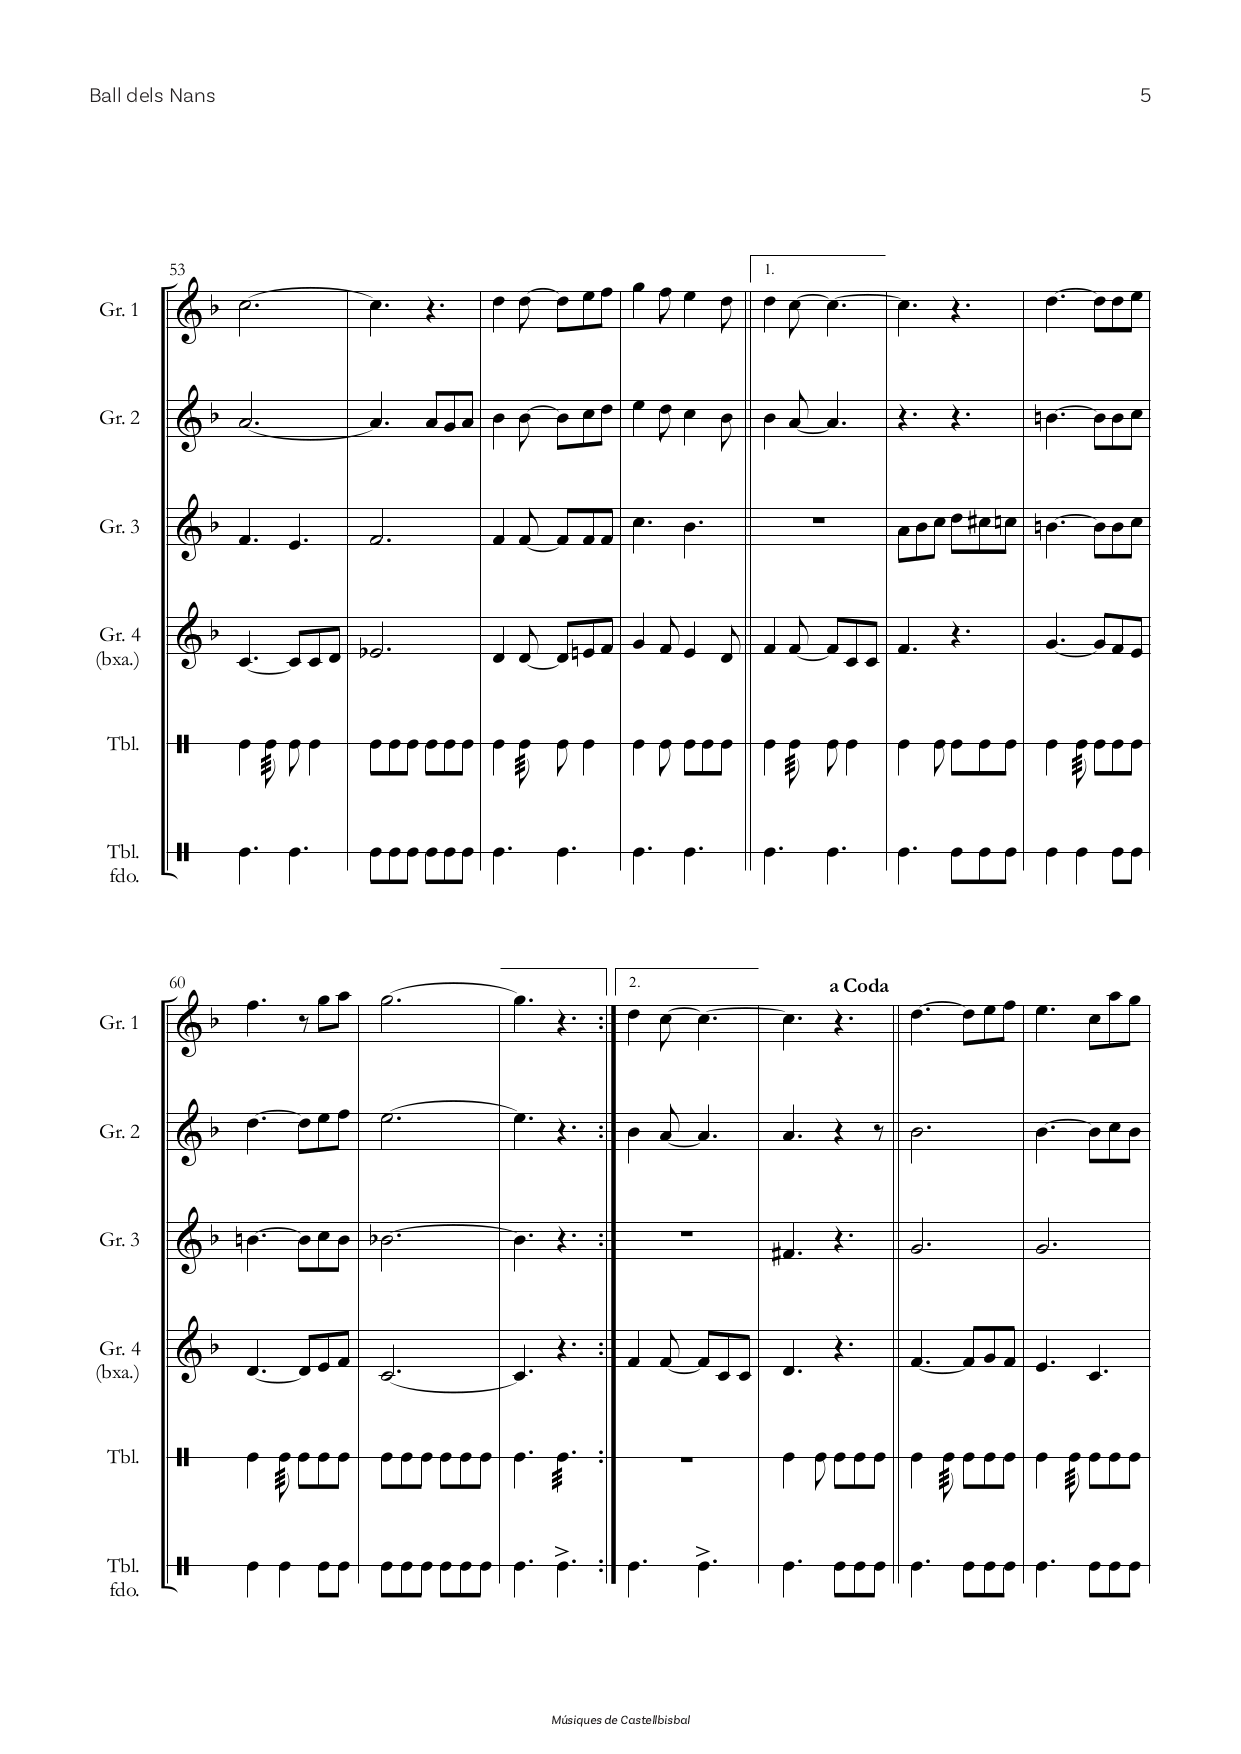 Ball dels Nans 5
53
1.
Gr. 1
Gr. 2
Gr. 3
Gr. 4
(bxa.)
Tbl.
Tbl.
fdo.
60
2.
a Coda
Gr. 1
Gr. 2
Gr. 3
Gr. 4
(bxa.)
Tbl.
Tbl.
fdo.
Músiques de Castellbisbal